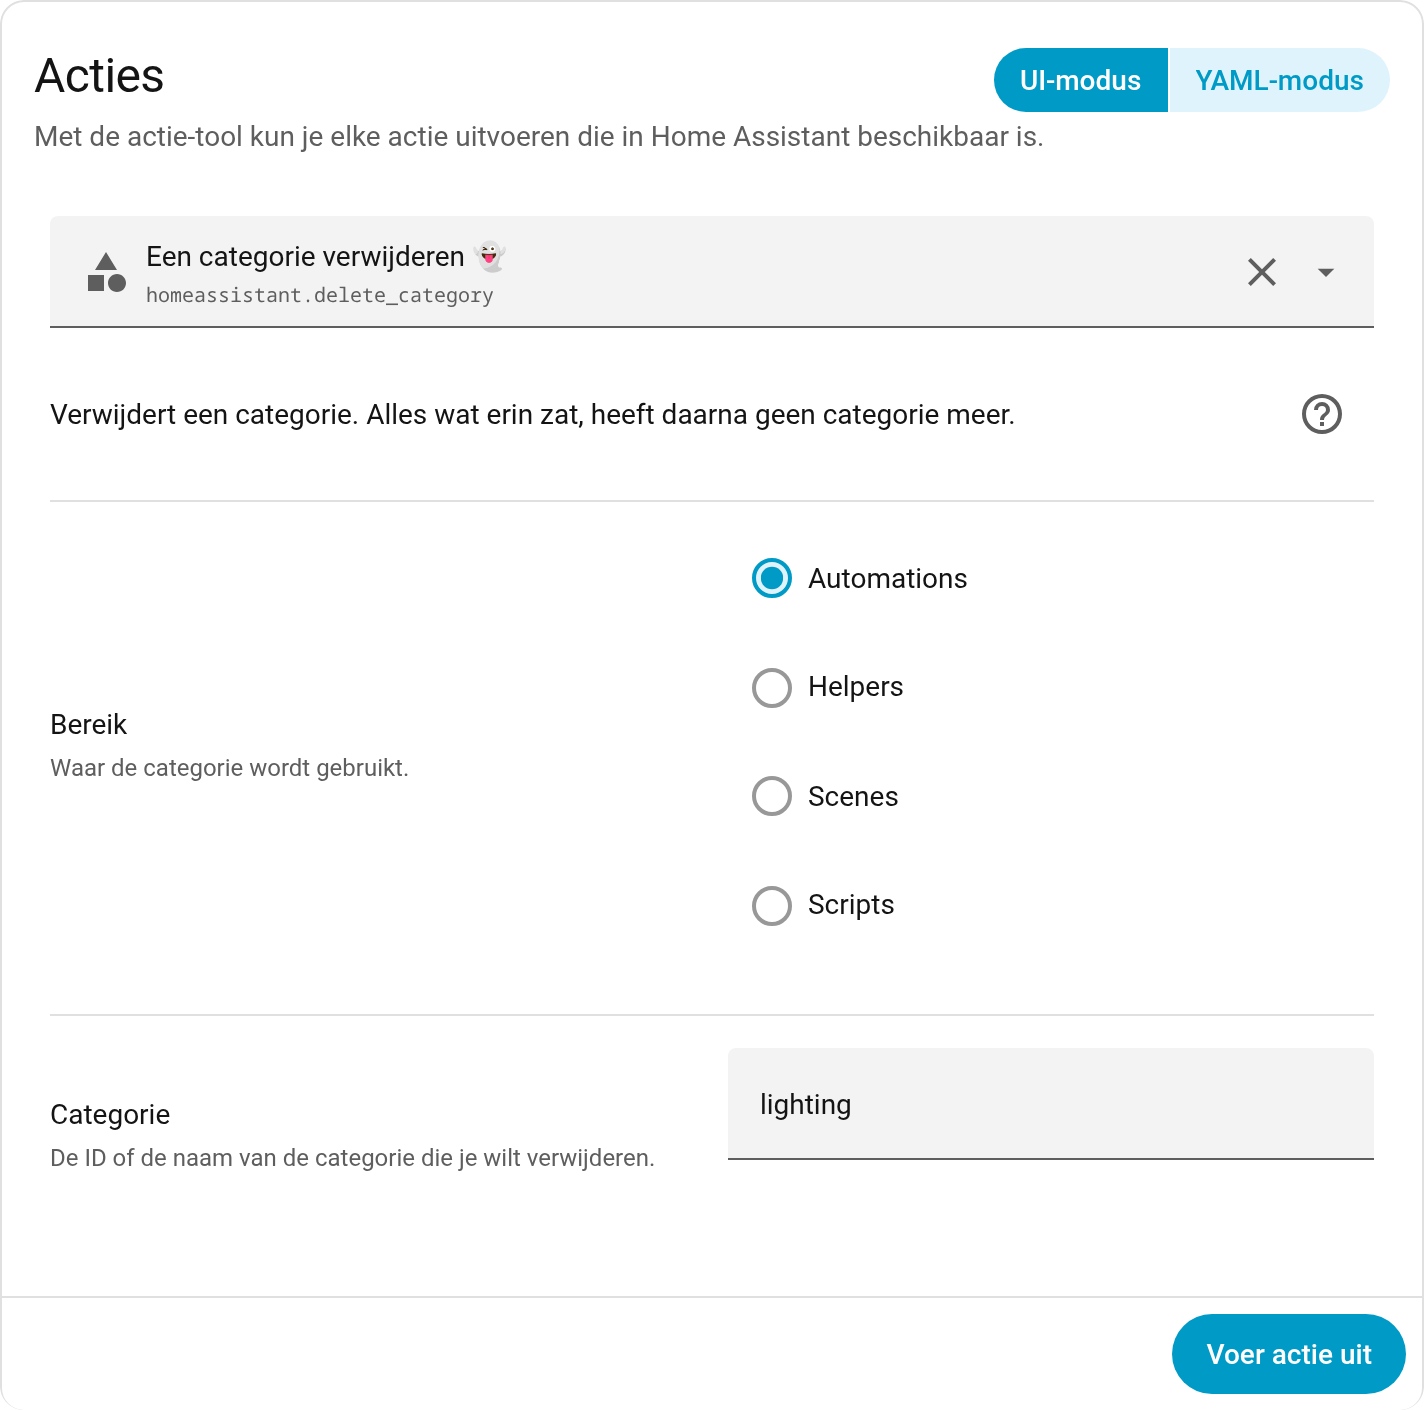 Acties
UI-modus
YAML-modus
Met de actie-tool kun je elke actie uitvoeren die in Home Assistant beschikbaar is.
Een categorie verwijderen 👻
homeassistant.delete_category
Verwijdert een categorie. Alles wat erin zat, heeft daarna geen categorie meer.
Bereik
Waar de categorie wordt gebruikt.
Automations
Helpers
Scenes
Scripts
Categorie
De ID of de naam van de categorie die je wilt verwijderen.
lighting
Voer actie uit